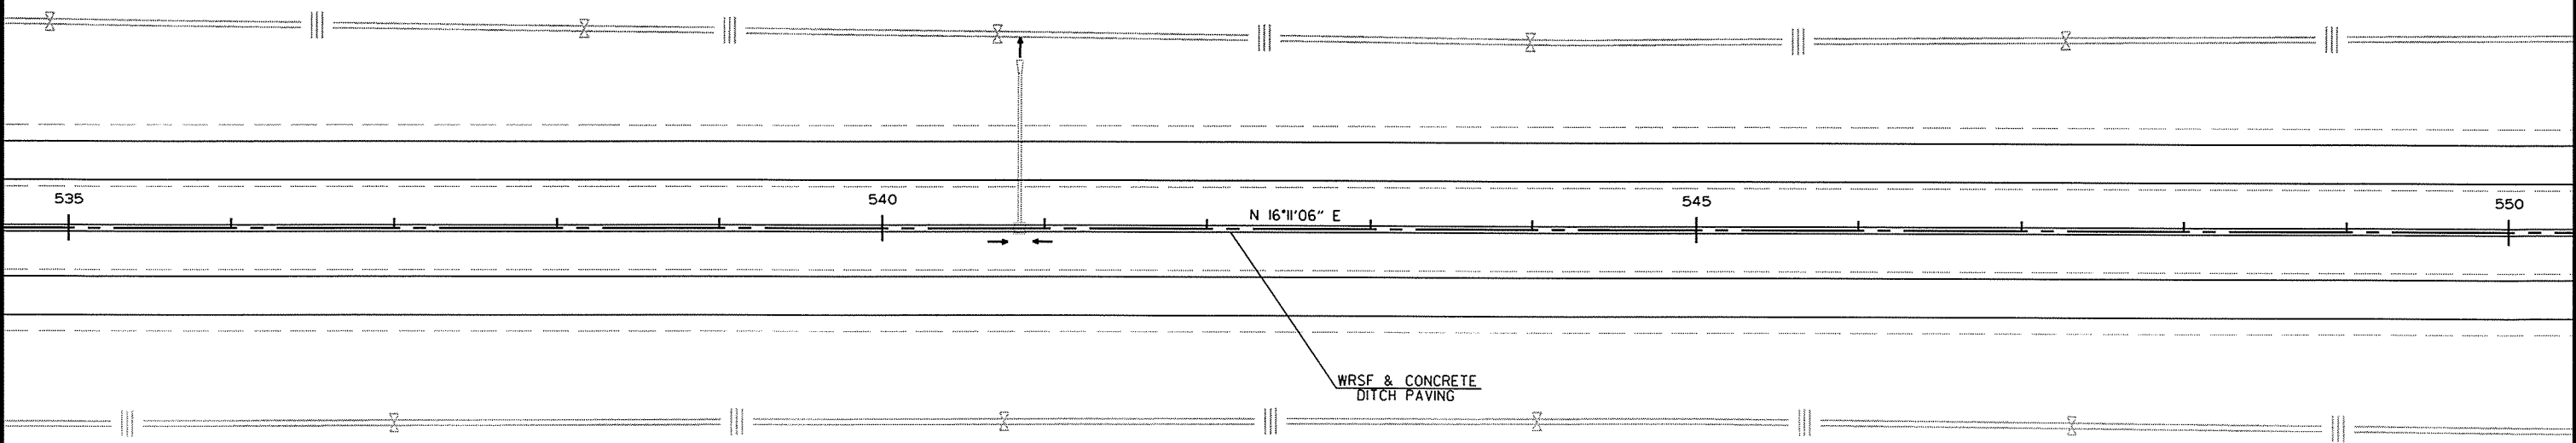 535
540
545
550
N 16°11'06" E
WRSF & CONCRETE
DITCH PAVING